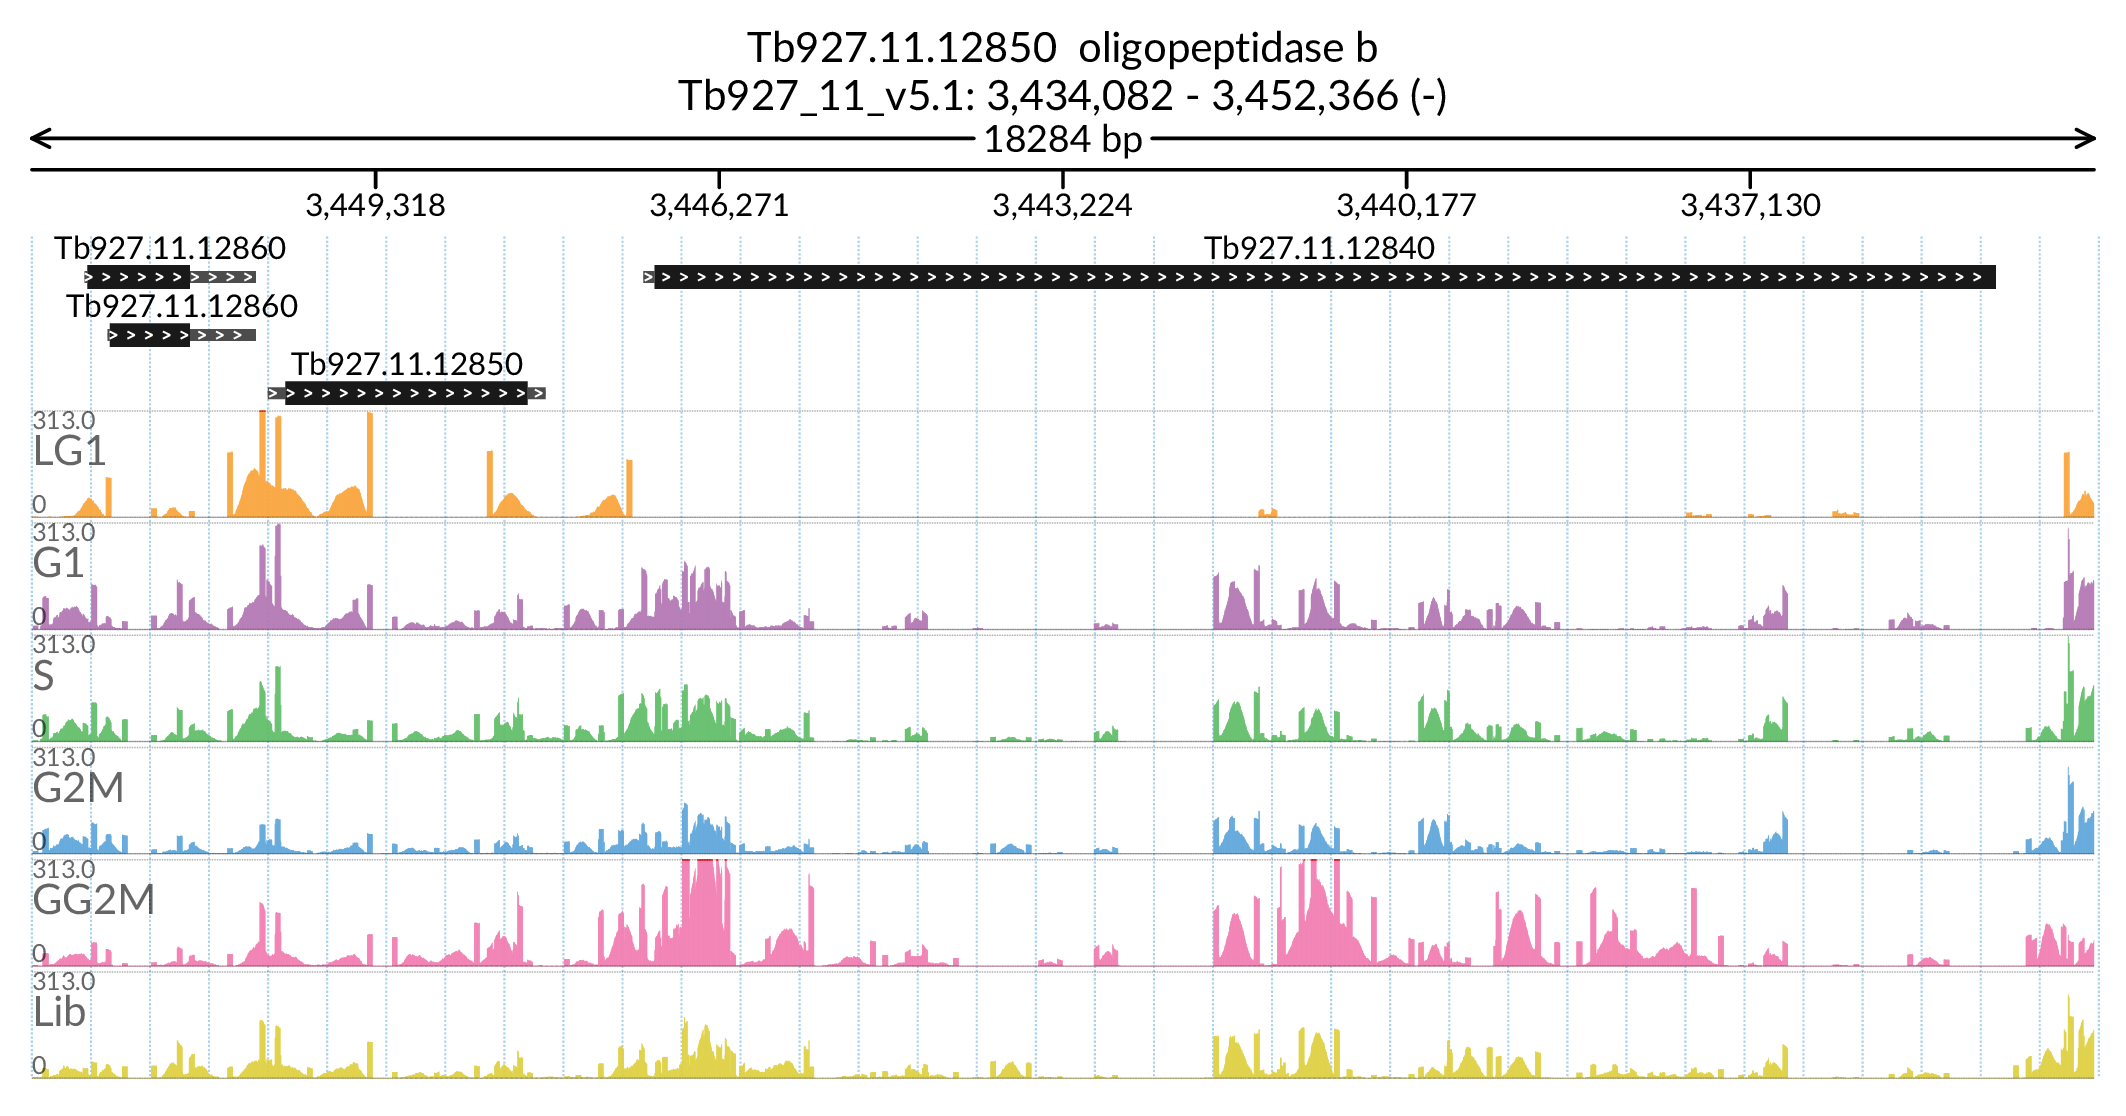 Tb927.11.12850  oligopeptidase b
Tb927_11_v5.1: 3,434,082 - 3,452,366 (-)
18284 bp
3,449,318 3,446,271 3,443,224 3,440,177 3,437,130
Tb927.11.12860 Tb927.11.12840
Tb927.11.12860
Tb927.11.12850
313.0
LG1
0
313.0
G1
0
313.0
S
0
313.0
G2M
0
313.0
GG2M
0
313.0
Lib
0